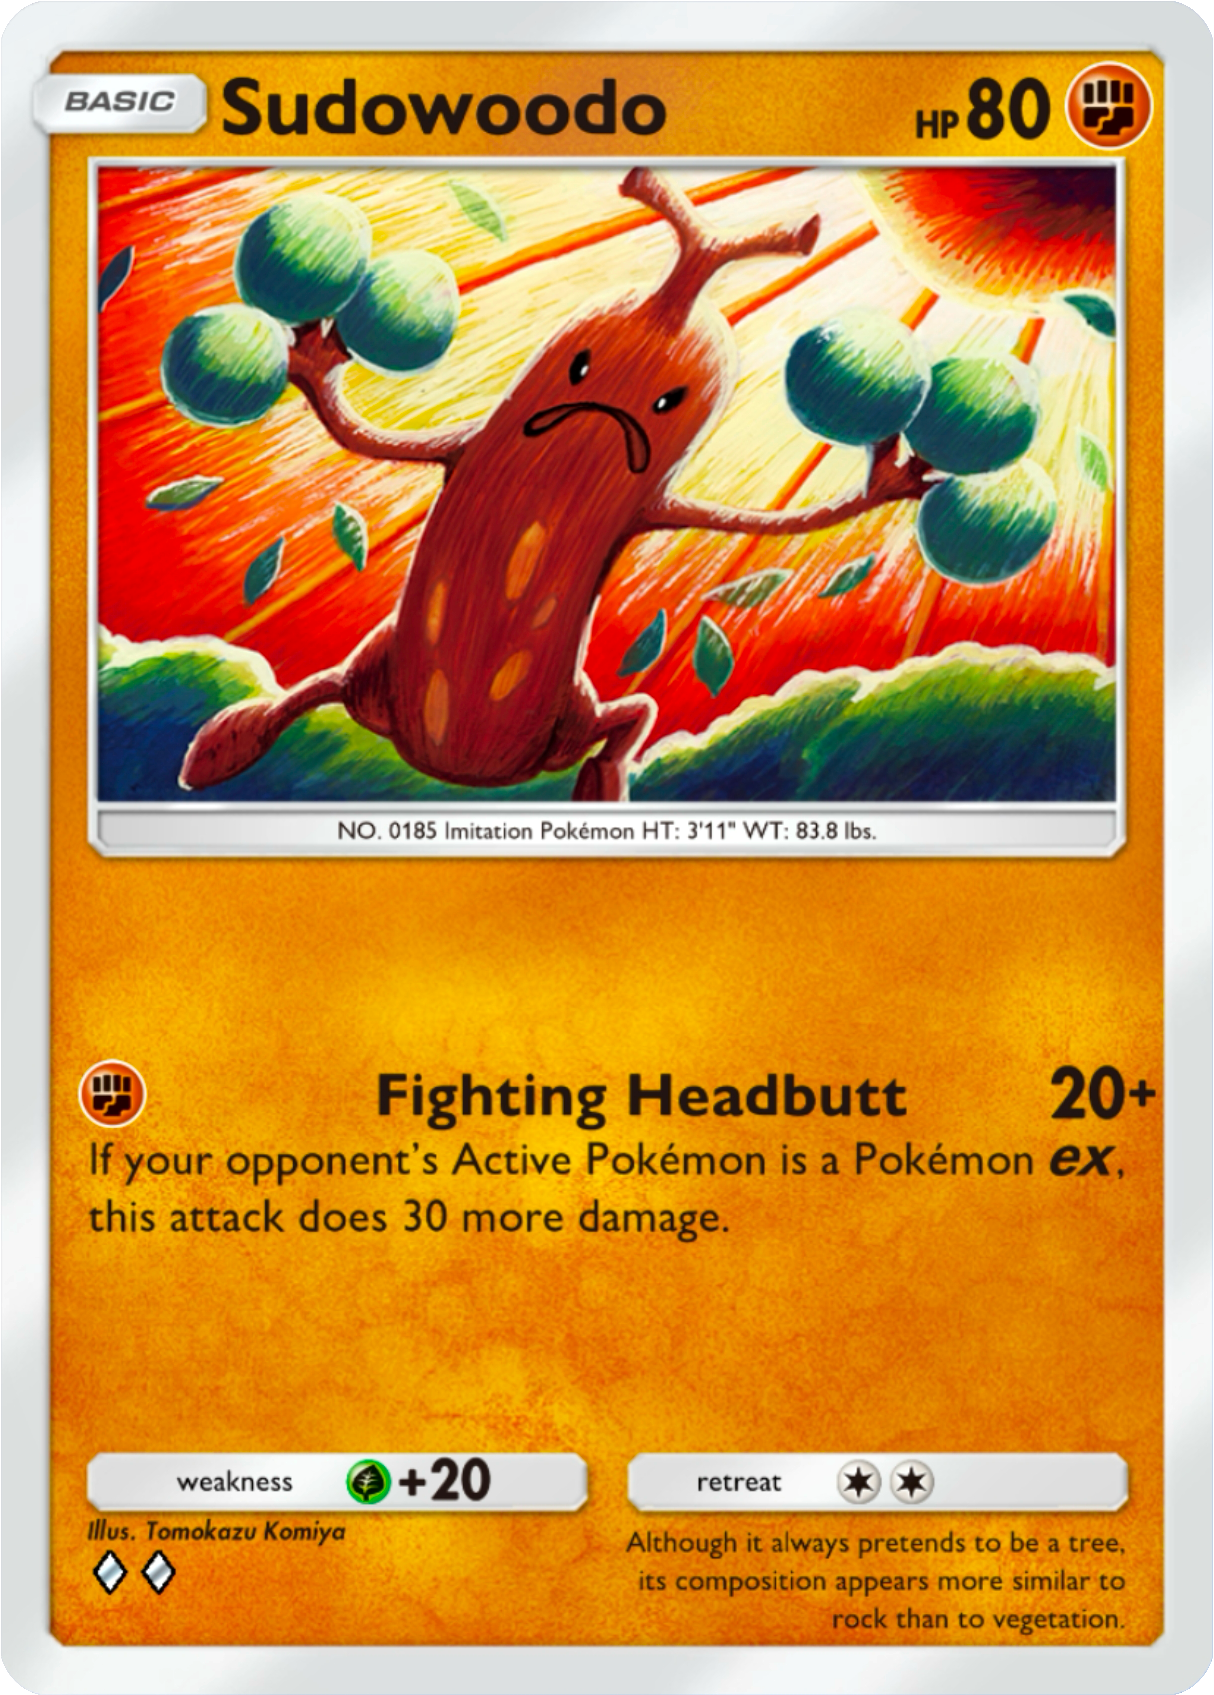 BASIC Sudowoodo HP 80
NO. 0185 Imitation Pokémon HT: 3'11" WT: 83.8 lbs.
Fighting Headbutt 20+
If your opponent's Active Pokémon is a Pokémon ex,
this attack does 30 more damage.
weakness +20 retreat
Illus. Tomokazu Komiya
Although it always pretends to be a tree,
its composition appears more similar to
rock than to vegetation.